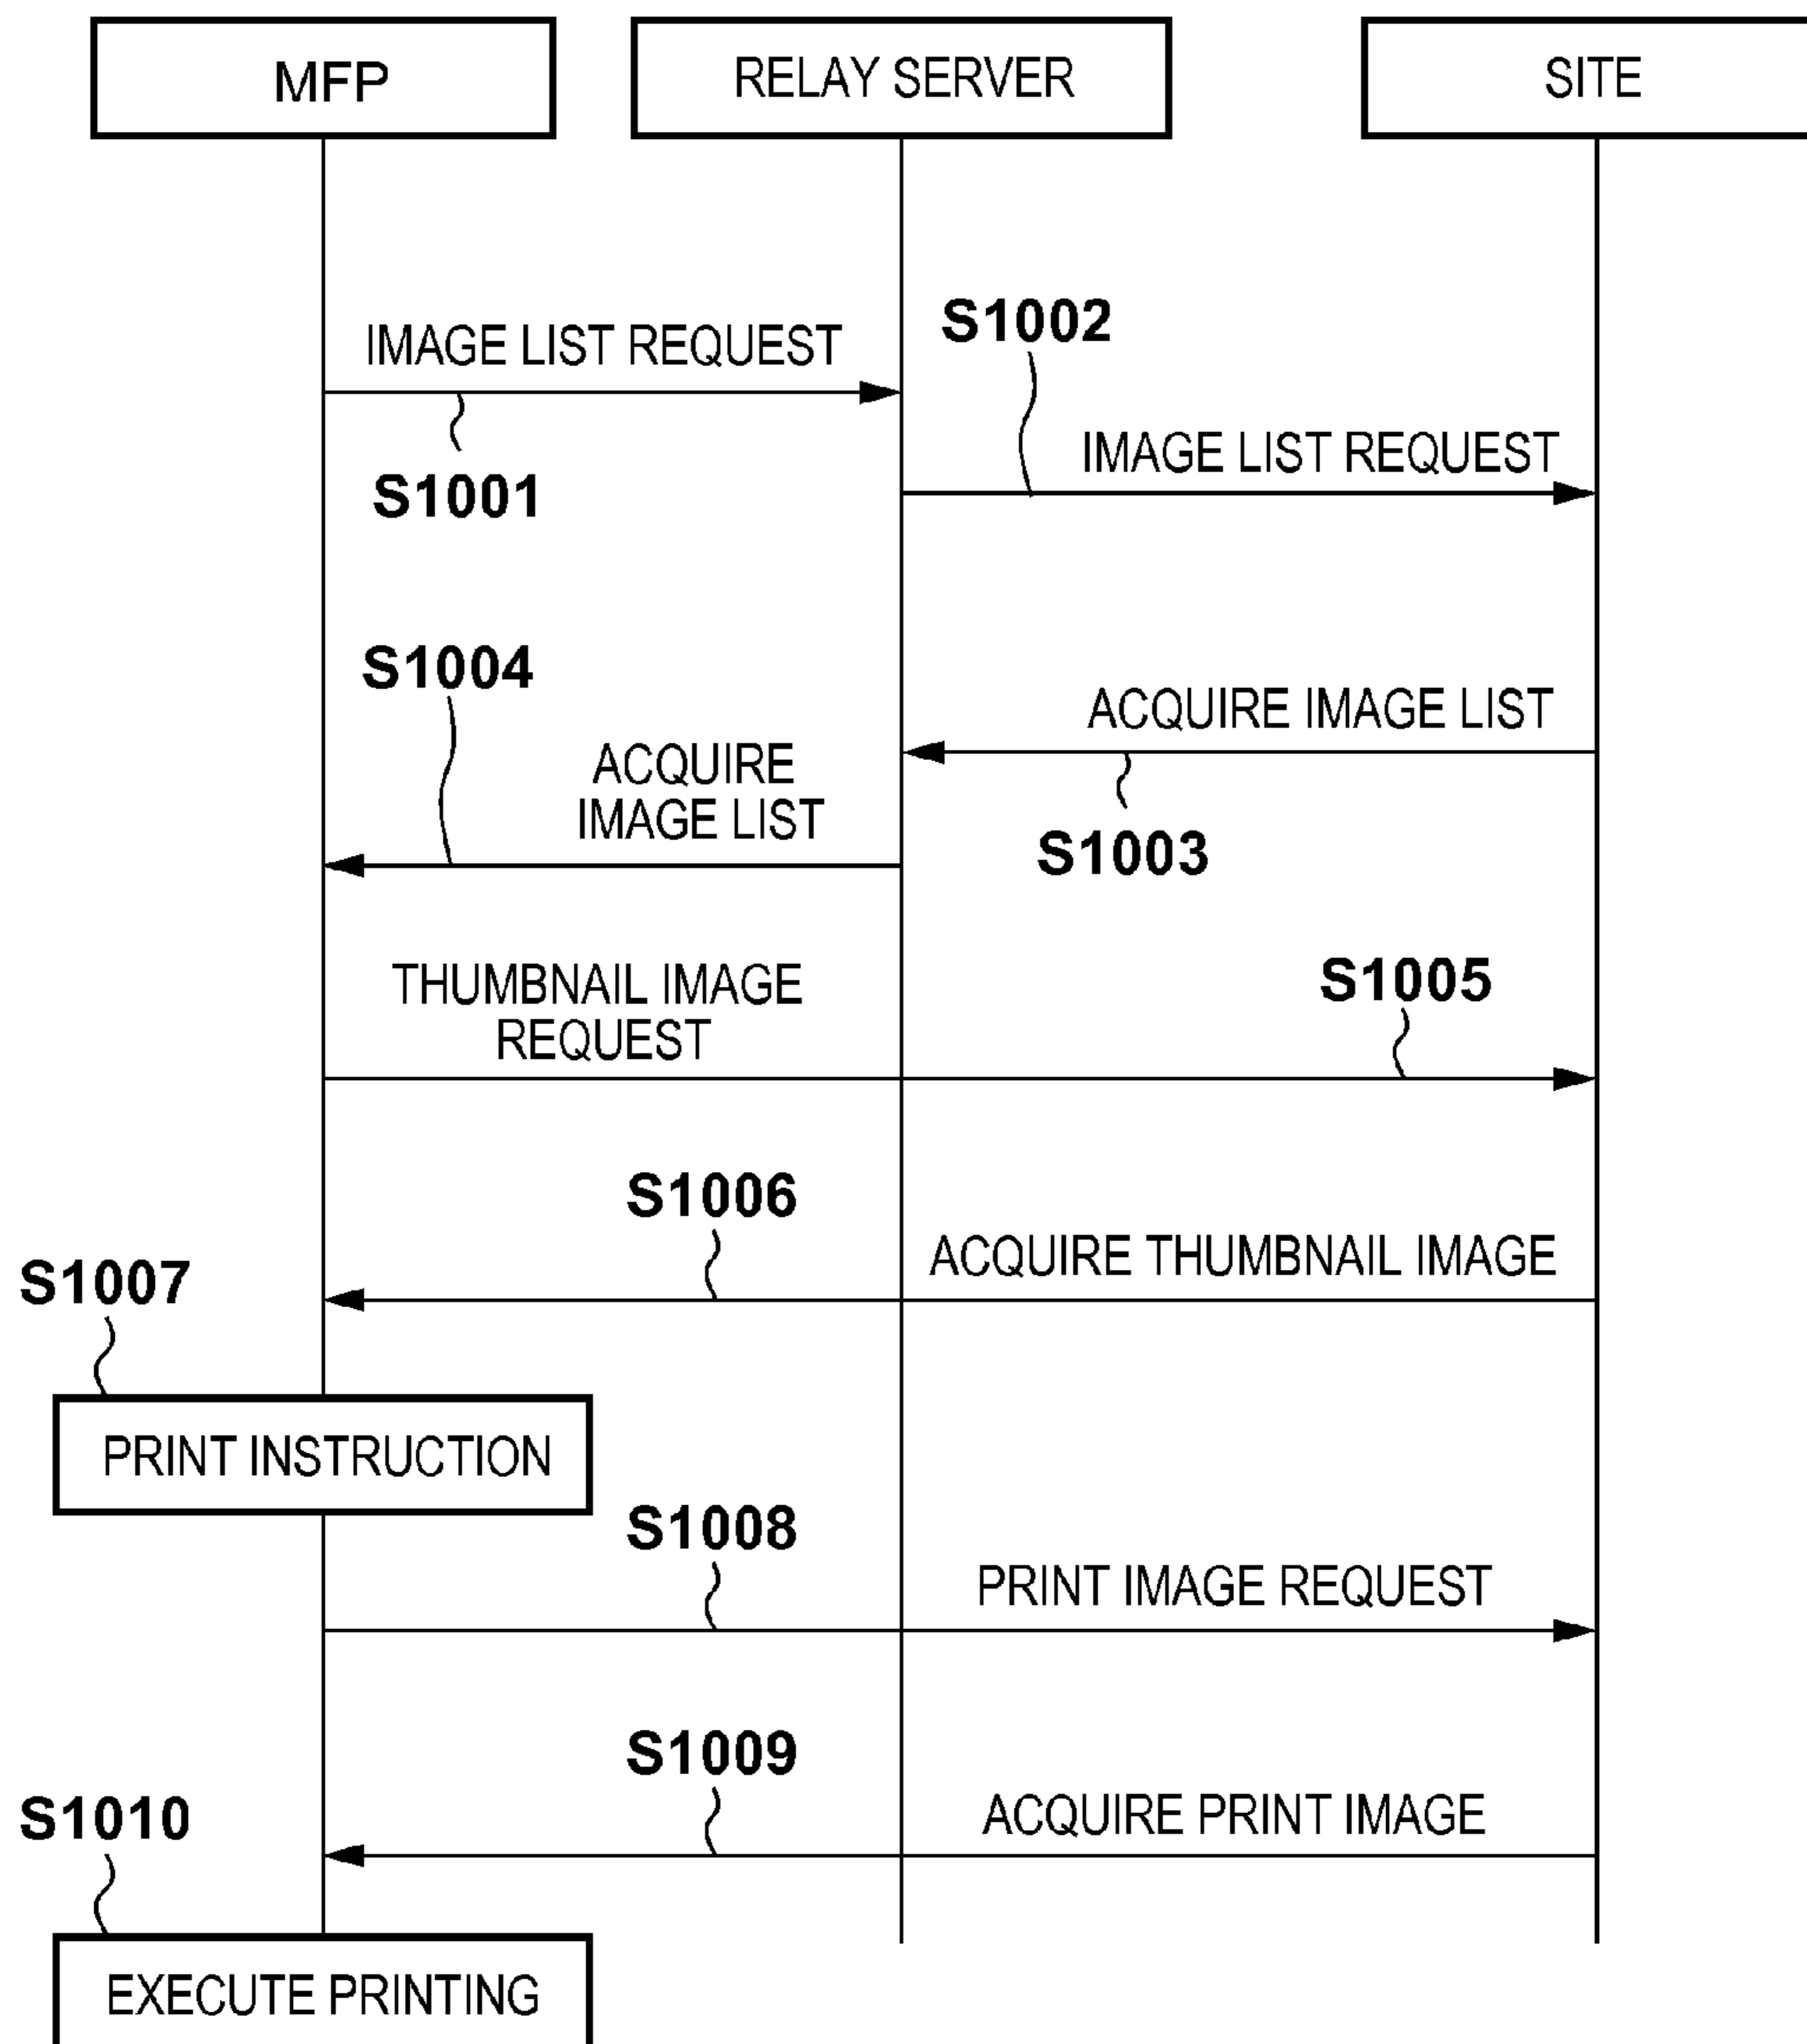 MFP
RELAY SERVER
SITE
IMAGE LIST REQUEST
S1001
S1002
IMAGE LIST REQUEST
ACQUIRE IMAGE LIST
S1003
S1004
ACQUIRE
IMAGE LIST
THUMBNAIL IMAGE
REQUEST
S1005
S1006
ACQUIRE THUMBNAIL IMAGE
S1007
PRINT INSTRUCTION
S1008
PRINT IMAGE REQUEST
S1009
ACQUIRE PRINT IMAGE
S1010
EXECUTE PRINTING